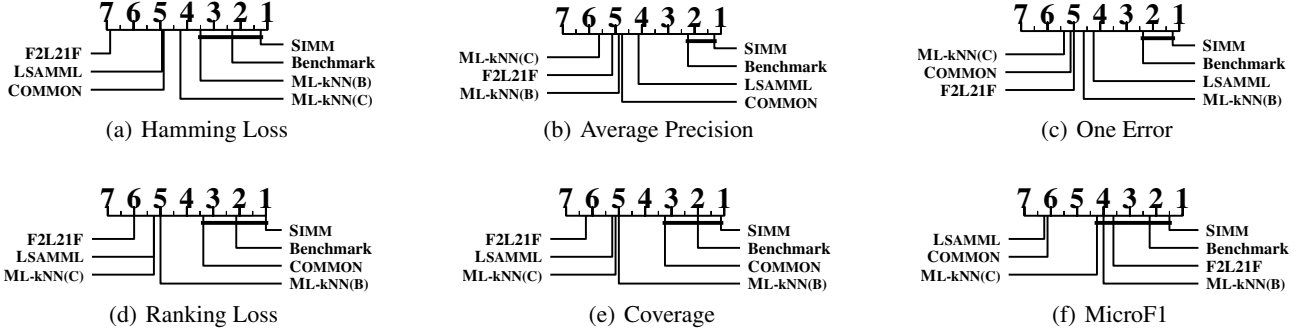 7 6 5 4 3 2 1
F2L21F
LSAMML
COMMON
SIMM
Benchmark
ML-kNN(B)
ML-kNN(C)
(a) Hamming Loss
7 6 5 4 3 2 1
ML-kNN(C)
F2L21F
ML-kNN(B)
SIMM
Benchmark
LSAMML
COMMON
(b) Average Precision
7 6 5 4 3 2 1
ML-kNN(C)
COMMON
F2L21F
SIMM
Benchmark
LSAMML
ML-kNN(B)
(c) One Error
7 6 5 4 3 2 1
F2L21F
LSAMML
ML-kNN(C)
SIMM
Benchmark
COMMON
ML-kNN(B)
(d) Ranking Loss
7 6 5 4 3 2 1
F2L21F
LSAMML
ML-kNN(C)
SIMM
Benchmark
COMMON
ML-kNN(B)
(e) Coverage
7 6 5 4 3 2 1
LSAMML
COMMON
ML-kNN(C)
SIMM
Benchmark
F2L21F
ML-kNN(B)
(f) MicroF1